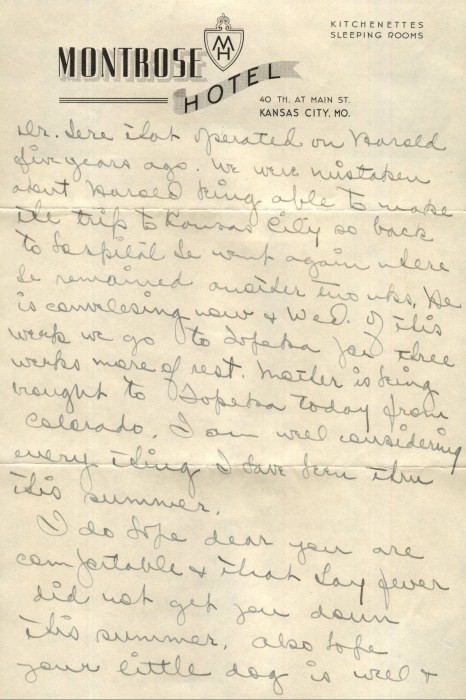 KITCHENETTES
SLEEPING ROOMS
MH
MONTROSE
HOTEL
40 TH. AT MAIN ST.
KANSAS CITY, MO.
Dr. here that operated on Harold
five years ago. We were mistaken
about Harold being able to make
the trip to Kansas City so back
to hospital he went again where
he remained another two wks. He
is convelesing now & Wed. of this
week we go to Topeka for three
weeks more of rest. Mother is being
brought to Topeka today from
Colorado. I am well considering
every thing I have been thru
this summer.
I do hope dear you are
comfortable & that hay fever
did not get you down
this summer. Also hope
your little dog is well &